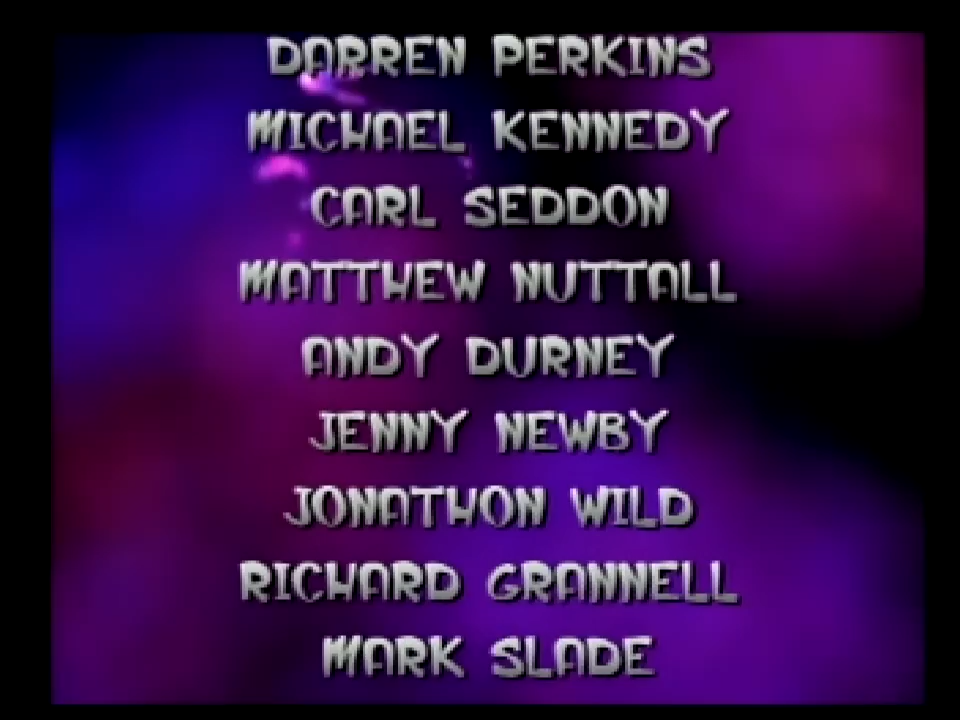 DARREN PERKINS
MICHAEL KENNEDY
CARL SEDDON
MATTHEW NUTTALL
ANDY DURNEY
JENNY NEWBY
JONATHON WILD
RICHARD GRANNELL
MARK SLADE